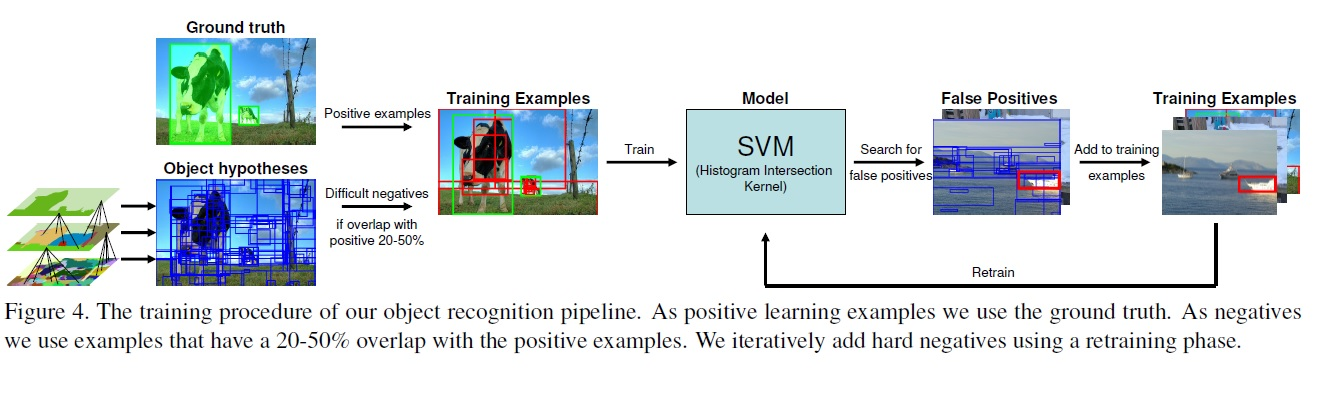 Ground truth
Positive examples
Object hypotheses
Difficult negatives
if overlap with
positive 20-50%
Training Examples
Train
Model
SVM
(Histogram Intersection
Kernel)
Search for
false positives
False Positives
Add to training
examples
Training Examples
Retrain
Figure 4. The training procedure of our object recognition pipeline. As positive learning examples we use the ground truth. As negatives
we use examples that have a 20-50% overlap with the positive examples. We iteratively add hard negatives using a retraining phase.